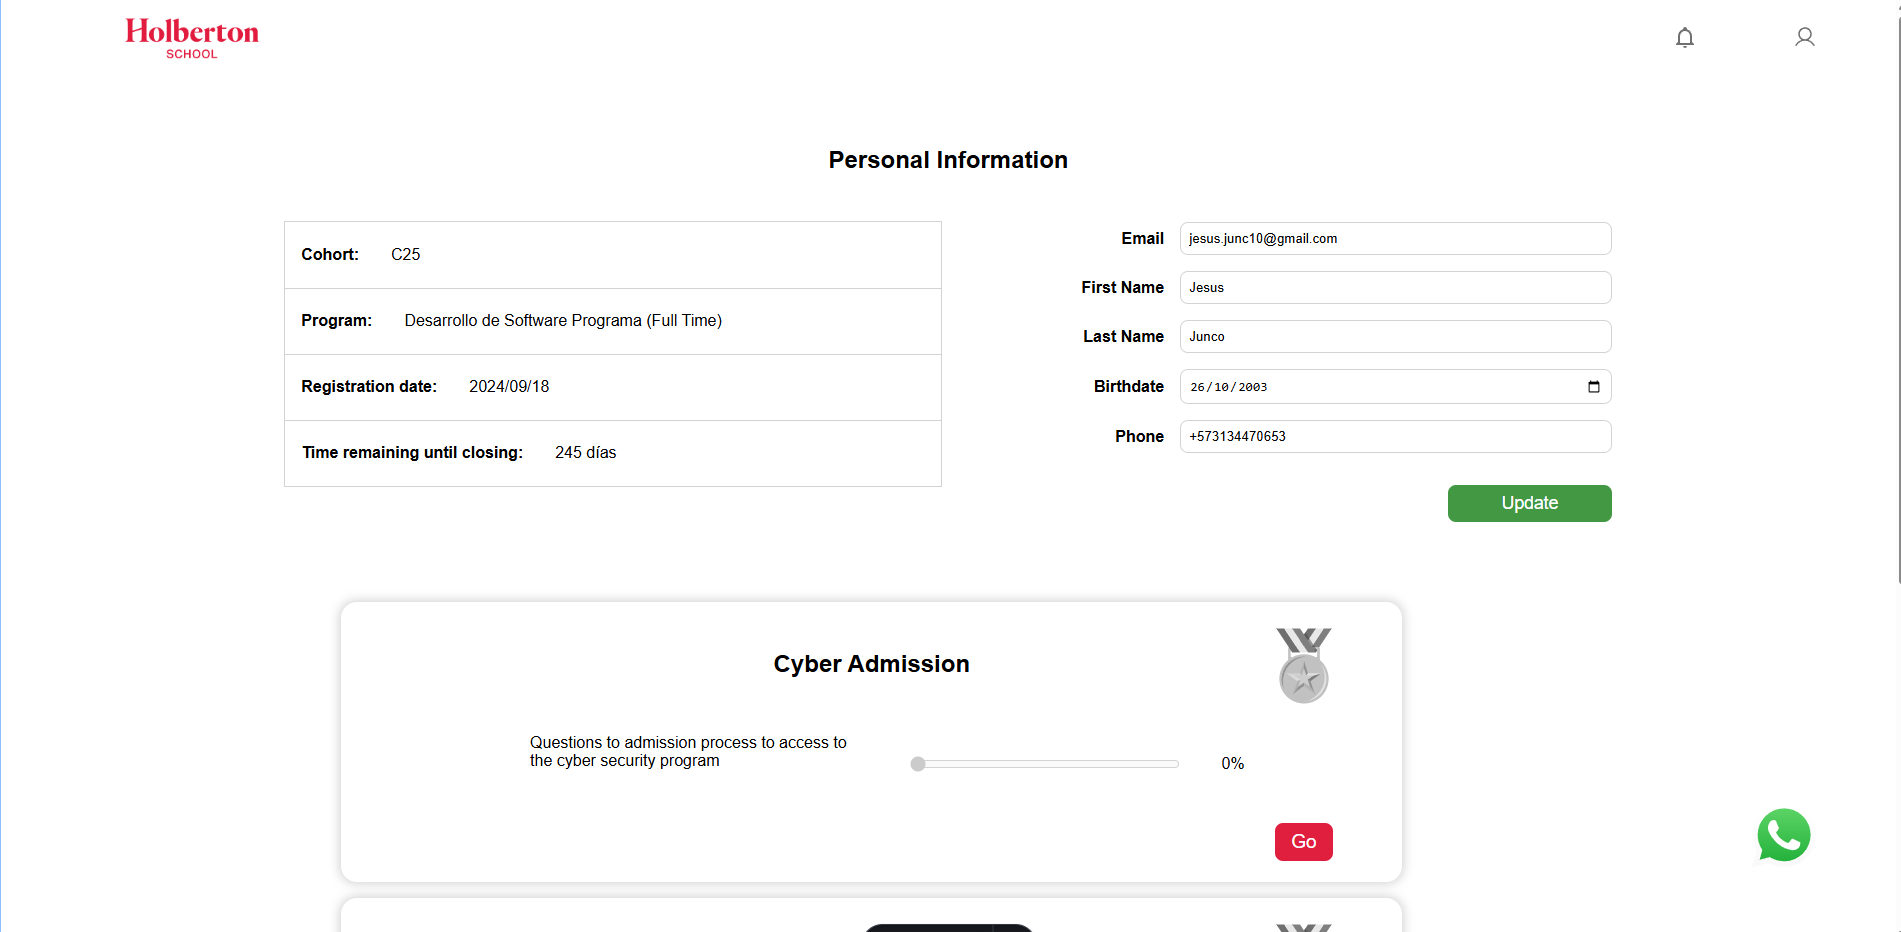 Holberton
SCHOOL
Personal Information
Cohort: C25
Program: Desarrollo de Software Programa (Full Time)
Registration date: 2024/09/18
Time remaining until closing: 245 días
Email jesus.junc10@gmail.com
First Name Jesus
Last Name Junco
Birthdate 26/10/2003
Phone +573134470653
Update
Cyber Admission
Questions to admission process to access to
the cyber security program
0%
Go